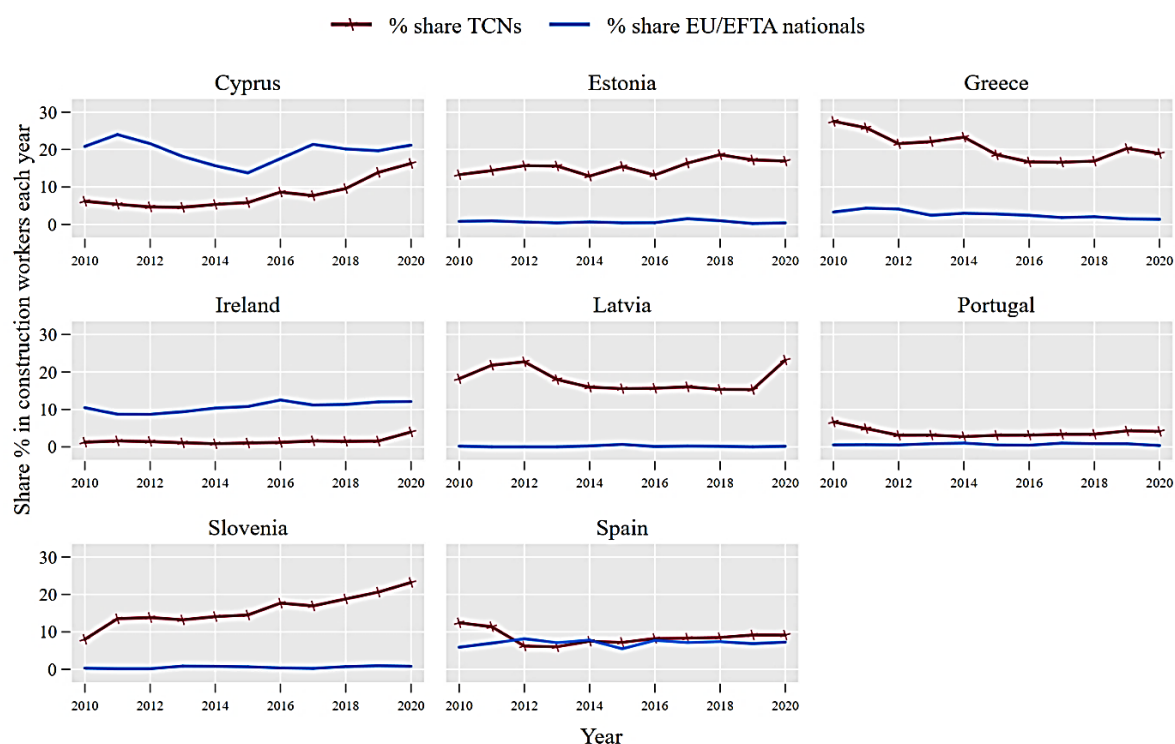 % share TCNs % share EU/EFTA nationals
Share % in construction workers each year
Cyprus Estonia Greece
30
20
10
0
2010 2012 2014 2016 2018 2020 2010 2012 2014 2016 2018 2020 2010 2012 2014 2016 2018 2020
Ireland Latvia Portugal
30
20
10
0
2010 2012 2014 2016 2018 2020 2010 2012 2014 2016 2018 2020 2010 2012 2014 2016 2018 2020
Slovenia Spain
30
20
10
0
2010 2012 2014 2016 2018 2020 2010 2012 2014 2016 2018 2020
Year